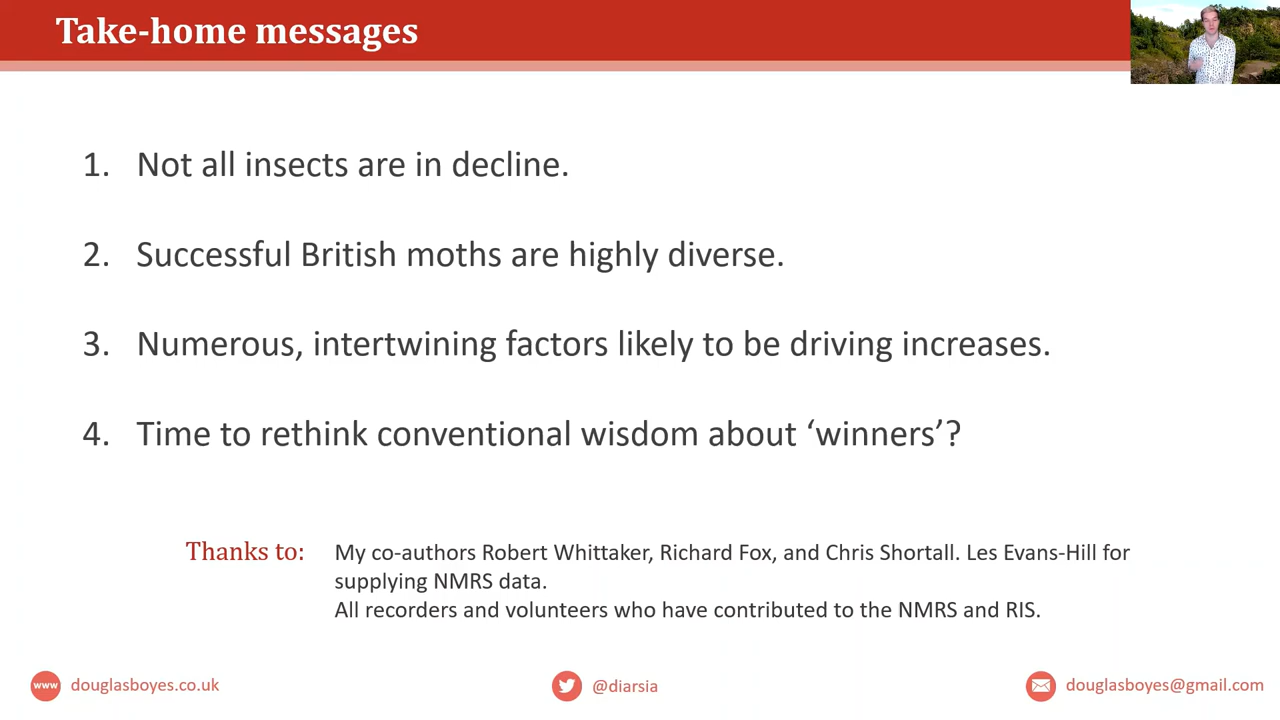 Take-home messages
1. Not all insects are in decline.
2. Successful British moths are highly diverse.
3. Numerous, intertwining factors likely to be driving increases.
4. Time to rethink conventional wisdom about ‘winners’?
Thanks to: My co-authors Robert Whittaker, Richard Fox, and Chris Shortall. Les Evans-Hill for
supplying NMRS data.
All recorders and volunteers who have contributed to the NMRS and RIS.
www douglasboyes.co.uk @diarsia douglasboyes@gmail.com